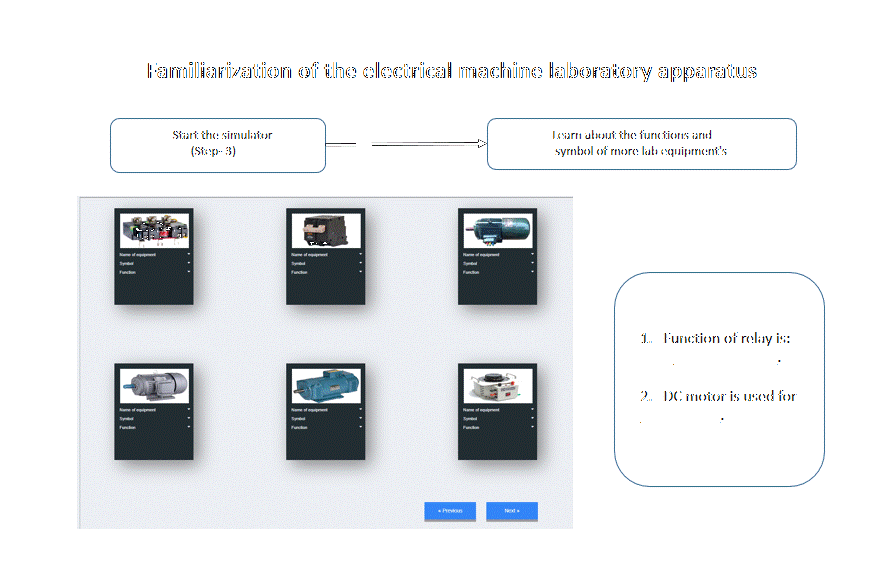 Familiarization of the electrical machine laboratory apparatus
Start the simulator
(Step- 3)
Learn about the functions and
symbol of more lab equipment's
Name of equipment
Symbol
Function
Name of equipment
Symbol
Function
Name of equipment
Symbol
Function
1. Function of relay is:
2. DC motor is used for
Name of equipment
Symbol
Function
Name of equipment
Symbol
Function
Name of equipment
Symbol
Function
« Previous
Next »